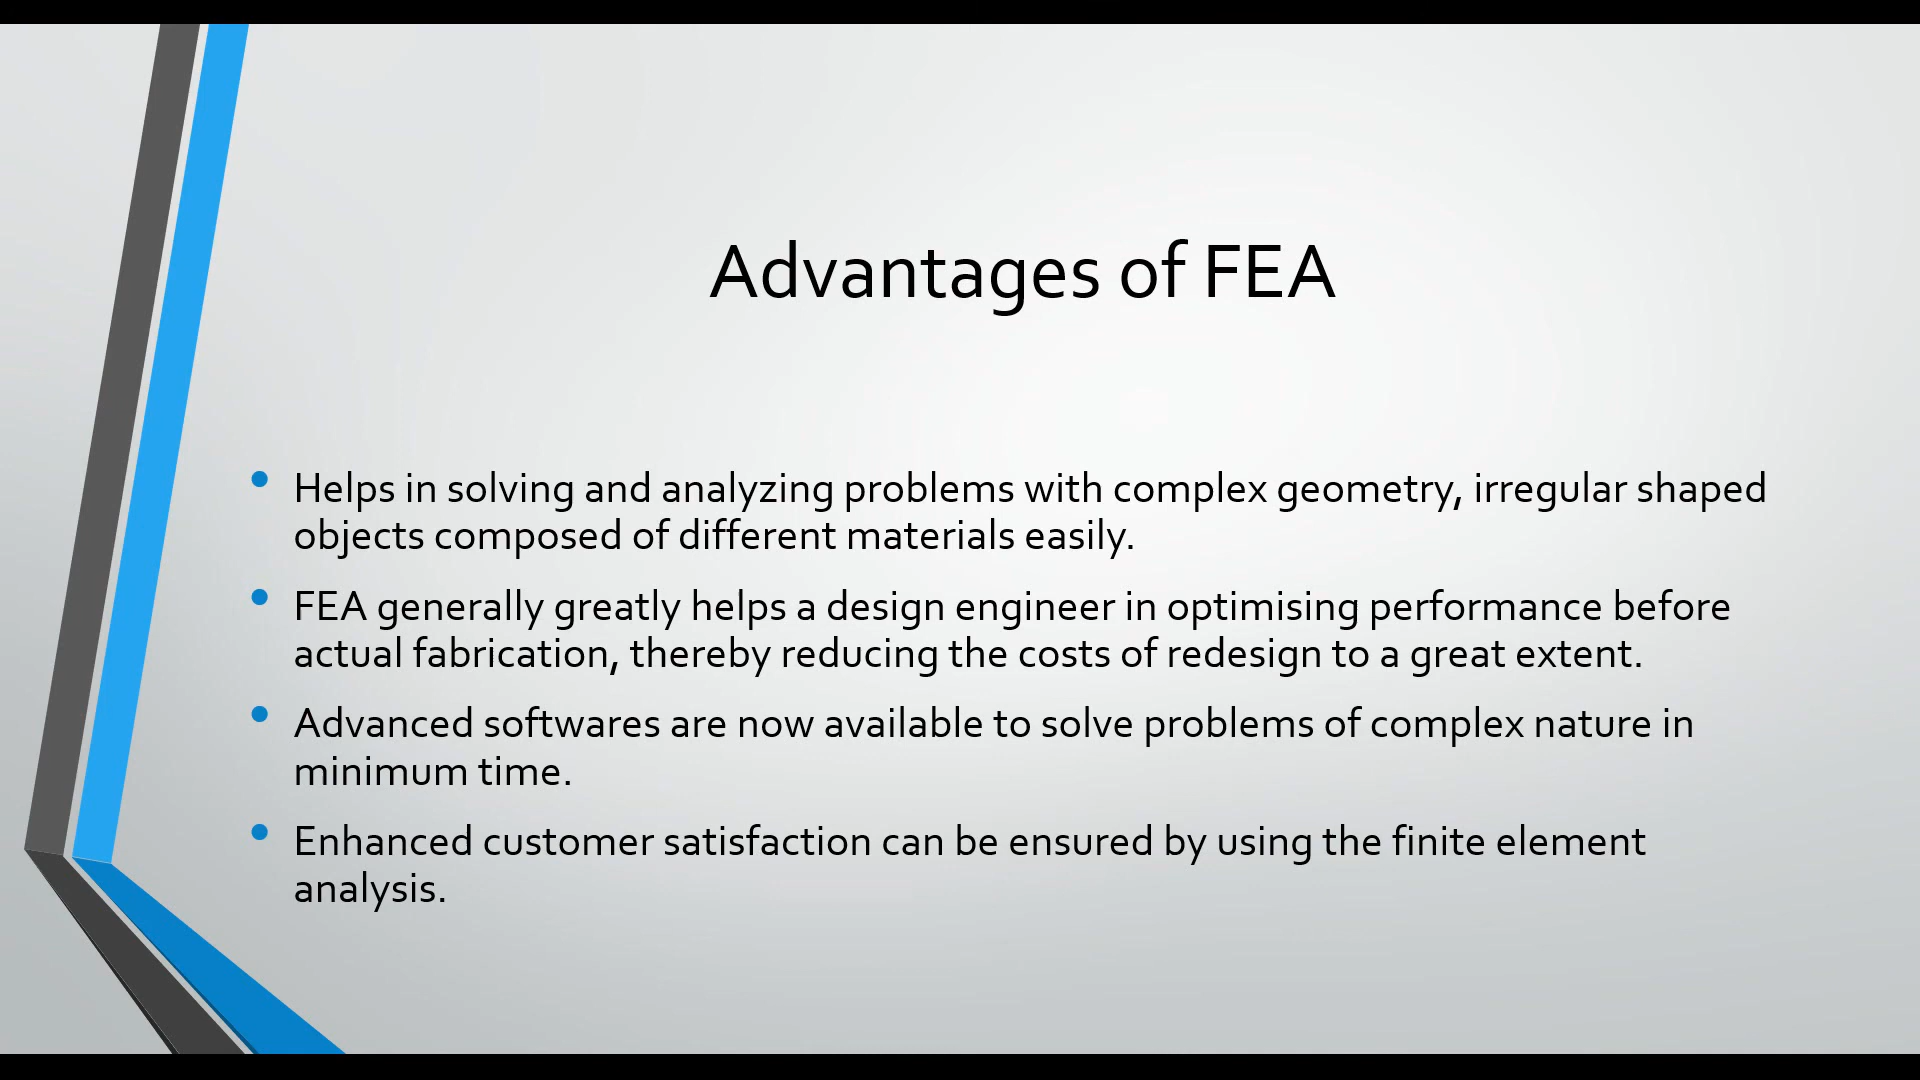 Advantages of FEA
Helps in solving and analyzing problems with complex geometry, irregular shaped
objects composed of different materials easily.
FEA generally greatly helps a design engineer in optimising performance before
actual fabrication, thereby reducing the costs of redesign to a great extent.
Advanced softwares are now available to solve problems of complex nature in
minimum time.
Enhanced customer satisfaction can be ensured by using the finite element
analysis.